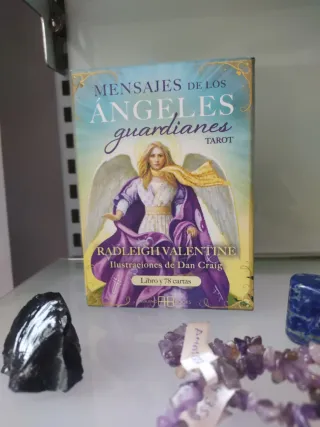 MENSAJES DE LOS
ÁNGELES
guardianes
TAROT
RADLEIGH VALENTINE
Ilustraciones de Dan Craig
Libro y 78 cartas